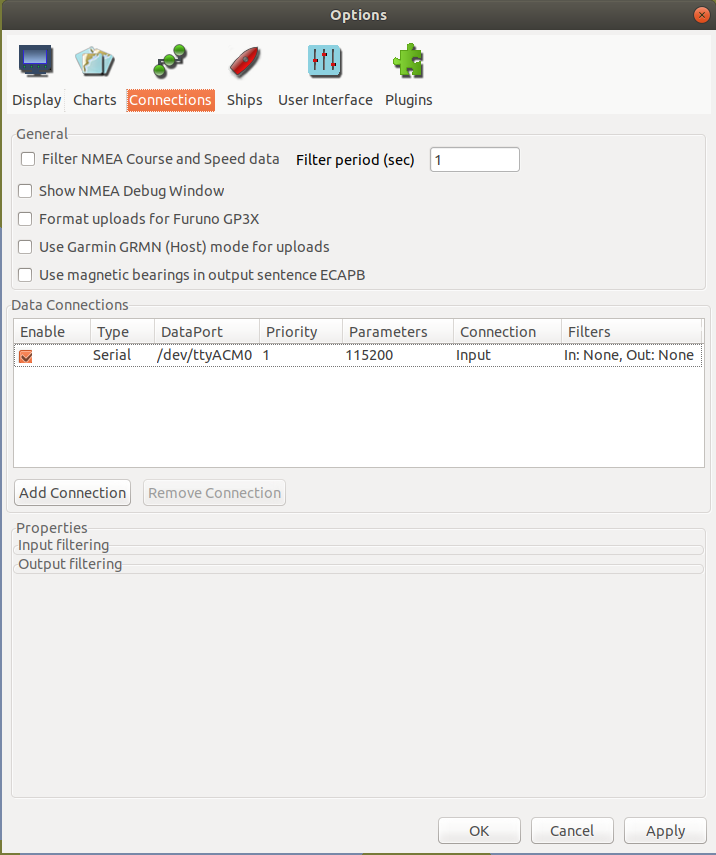 Options
Display Charts Connections Ships User Interface Plugins
General
Filter NMEA Course and Speed data Filter period (sec) 1
Show NMEA Debug Window
Format uploads for Furuno GP3X
Use Garmin GRMN (Host) mode for uploads
Use magnetic bearings in output sentence ECAPB
Data Connections
Enable Type DataPort Priority Parameters Connection Filters
Serial /dev/ttyACM0 1 115200 Input In: None, Out: None
Add Connection Remove Connection
Properties
Input filtering
Output filtering
OK Cancel Apply